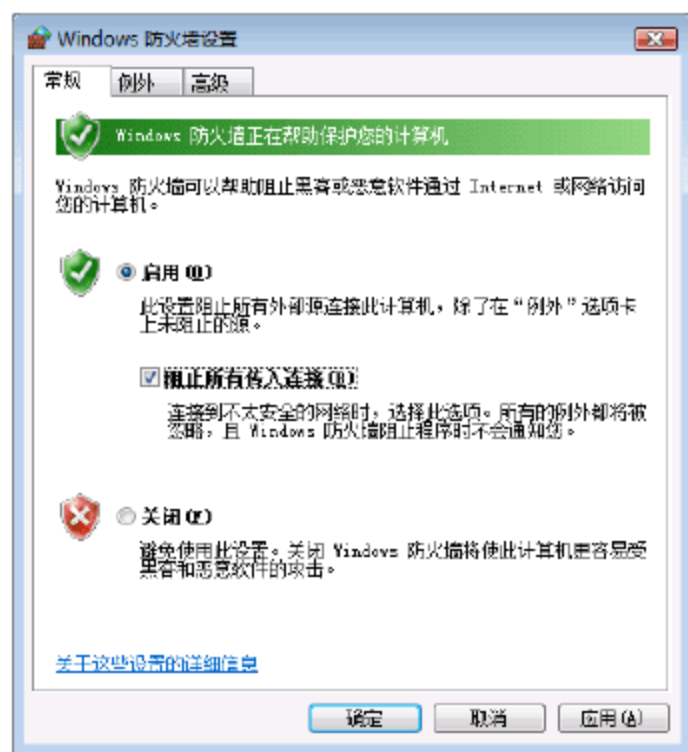 Windows 防火墙设置
常规 例外 高级
Windows 防火墙正在帮助保护您的计算机
Windows 防火墙可以帮助阻止黑客或恶意软件通过 Internet 或网络访问
您的计算机。
启用(O)
此设置阻止所有外部源连接此计算机，除了在“例外”选项卡
上未阻止的源。
阻止所有传入连接(B)
连接到不太安全的网络时，选择此选项。所有的例外都将被
忽略，且 Windows 防火墙阻止程序时不会通知您。
关闭(F)
避免使用此设置。关闭 Windows 防火墙将使此计算机更容易受
黑客和恶意软件的攻击。
关于这些设置的详细信息
确定 取消 应用(A)